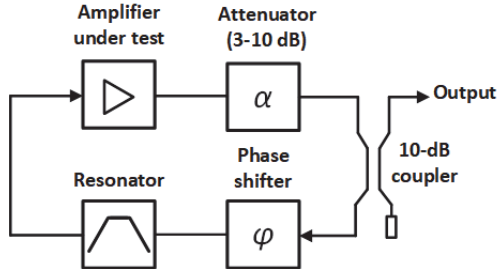 Amplifier
under test
Attenuator
(3-10 dB)
α
Output
10-dB
coupler
Resonator
Phase
shifter
φ